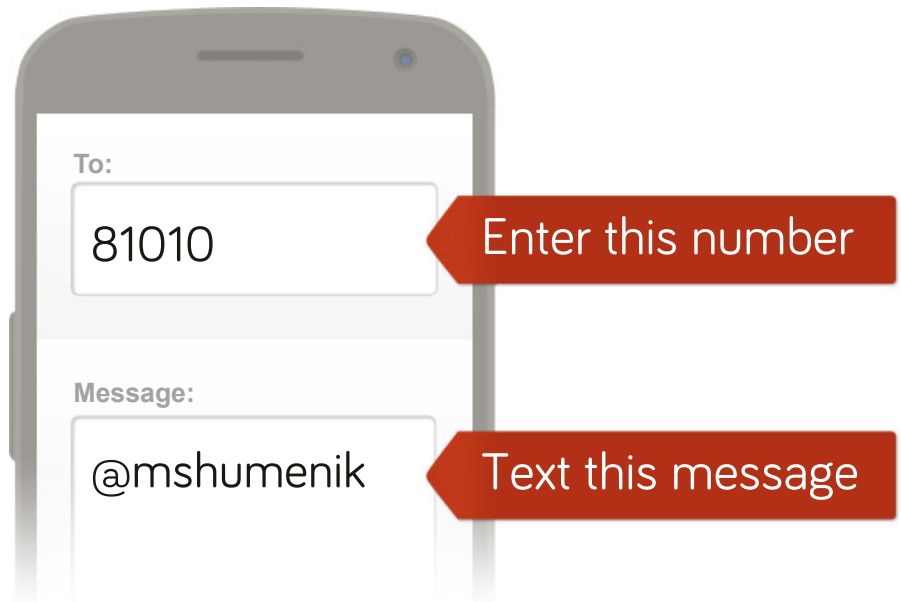 To:
81010
Enter this number
Message:
@mshumenik
Text this message